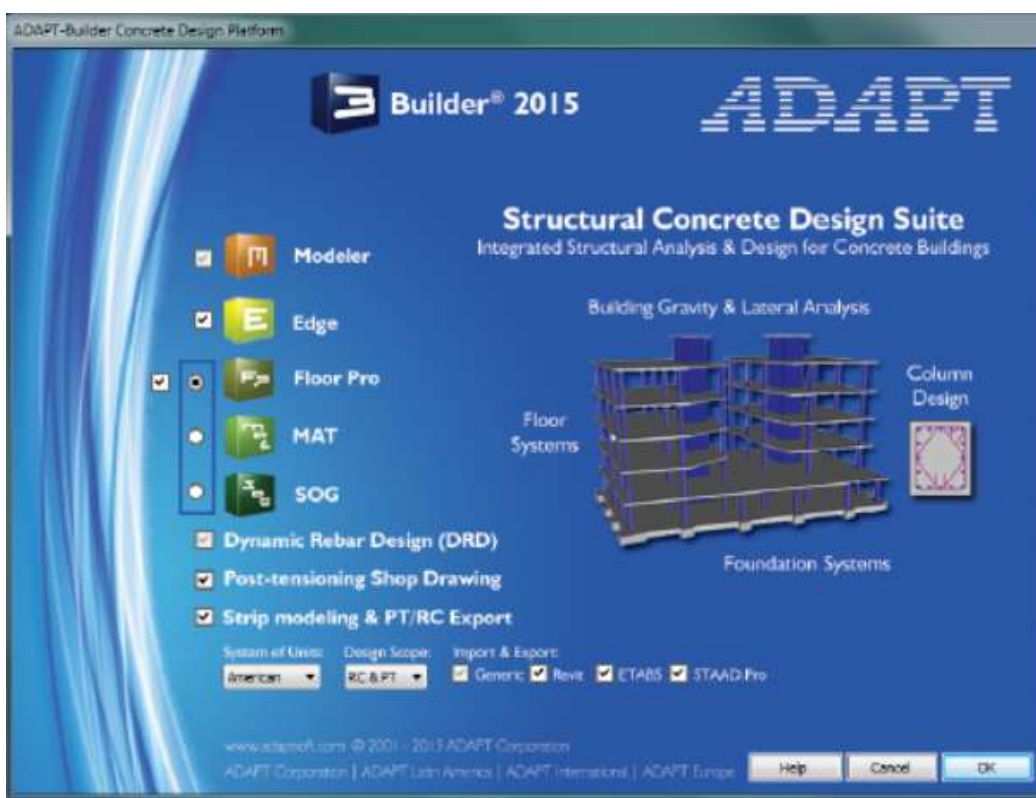 ADAPT-Builder Concrete Design Platform
Builder® 2015
ADAPT
Structural Concrete Design Suite
Integrated Structural Analysis & Design for Concrete Buildings
Modeler
Edge
Floor Pro
MAT
SOG
Building Gravity & Lateral Analysis
Column
Design
Floor
Systems
Foundation Systems
Dynamic Rebar Design (DRD)
Post-tensioning Shop Drawing
Strip modeling & PT/RC Export
System of Units: Design Scope: Import & Export:
American RC & PT Generic Revit ETABS STAAD.Pro
www.adaptsoft.com © 2001 - 2015 ADAPT Corporation
ADAPT Corporation | ADAPT Latin America | ADAPT International | ADAPT Europe
Help Cancel OK